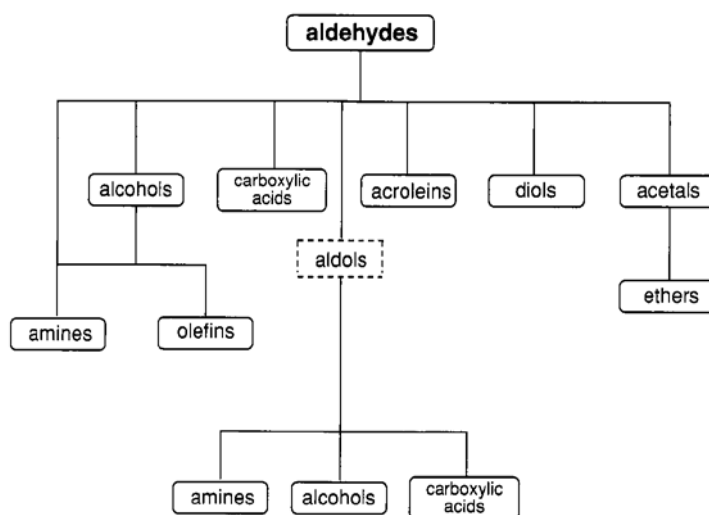 aldehydes
alcohols
carboxylic
acids
acroleins
diols
acetals
aldols
ethers
amines
olefins
amines
alcohols
carboxylic
acids